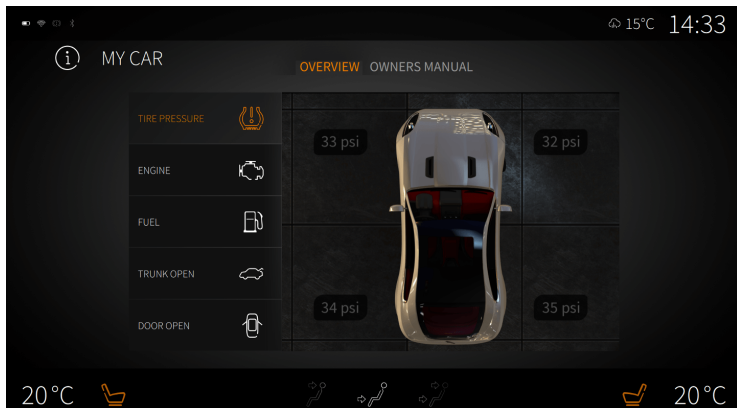 15°C 14:33
MY CAR
OVERVIEW OWNERS MANUAL
TIRE PRESSURE
ENGINE
FUEL
TRUNK OPEN
DOOR OPEN
33 psi 32 psi
34 psi 35 psi
20°C 20°C